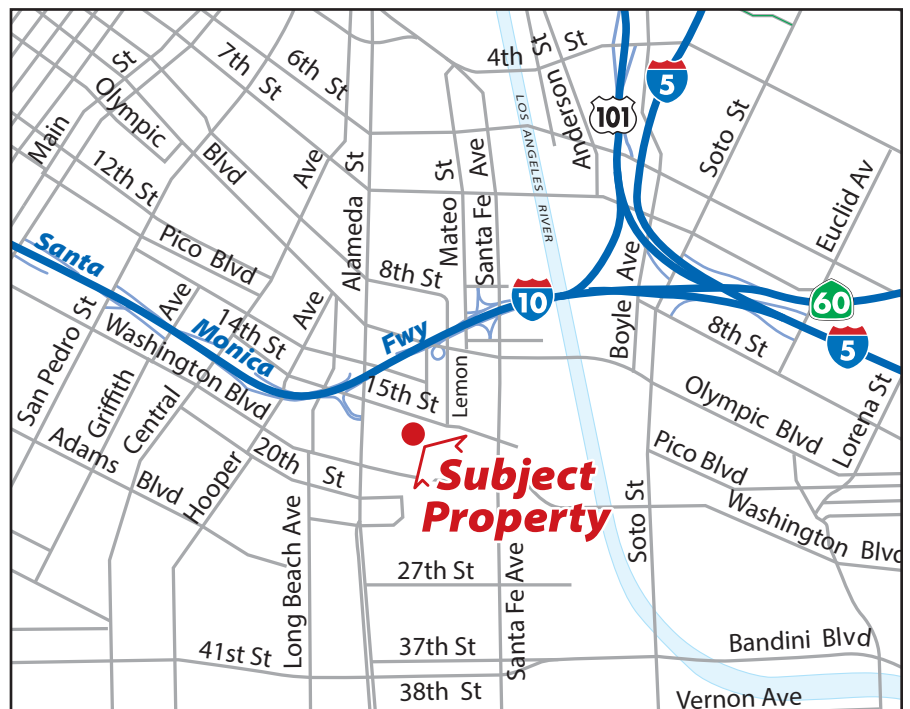 4th St
Anderson St
6th St
7th St
St
Main
Olympic
Blvd
5
101
Soto St
12th St
Ave
Alameda St
Mateo St
Santa Fe Ave
LOS ANGELES RIVER
Euclid Av
Pico Blvd
Santa
Monica
Fwy
8th St
10
Boyle Ave
60
5
8th St
San Pedro St
Griffith Ave
14th St
Ave
Washington Blvd
15th St
Lemon
Olympic Blvd
Lorena St
Central
Hooper
Adams Blvd
20th St
Subject
Property
Pico Blvd
Washington Blvd
Soto St
Long Beach Ave
27th St
Santa Fe Ave
41st St
37th St
38th St
Bandini Blvd
Vernon Ave